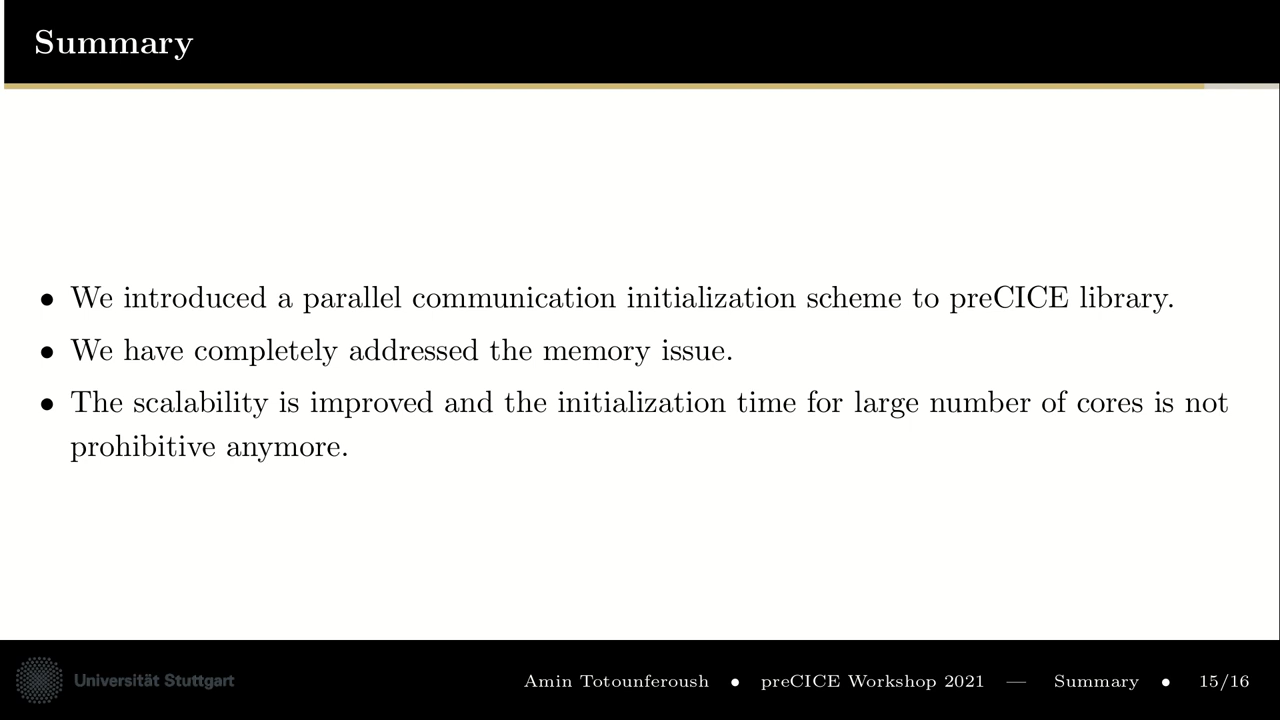 Summary
• We introduced a parallel communication initialization scheme to preCICE library.
• We have completely addressed the memory issue.
• The scalability is improved and the initialization time for large number of cores is not
prohibitive anymore.
Universität Stuttgart
Amin Totounferoush • preCICE Workshop 2021 — Summary • 15/16